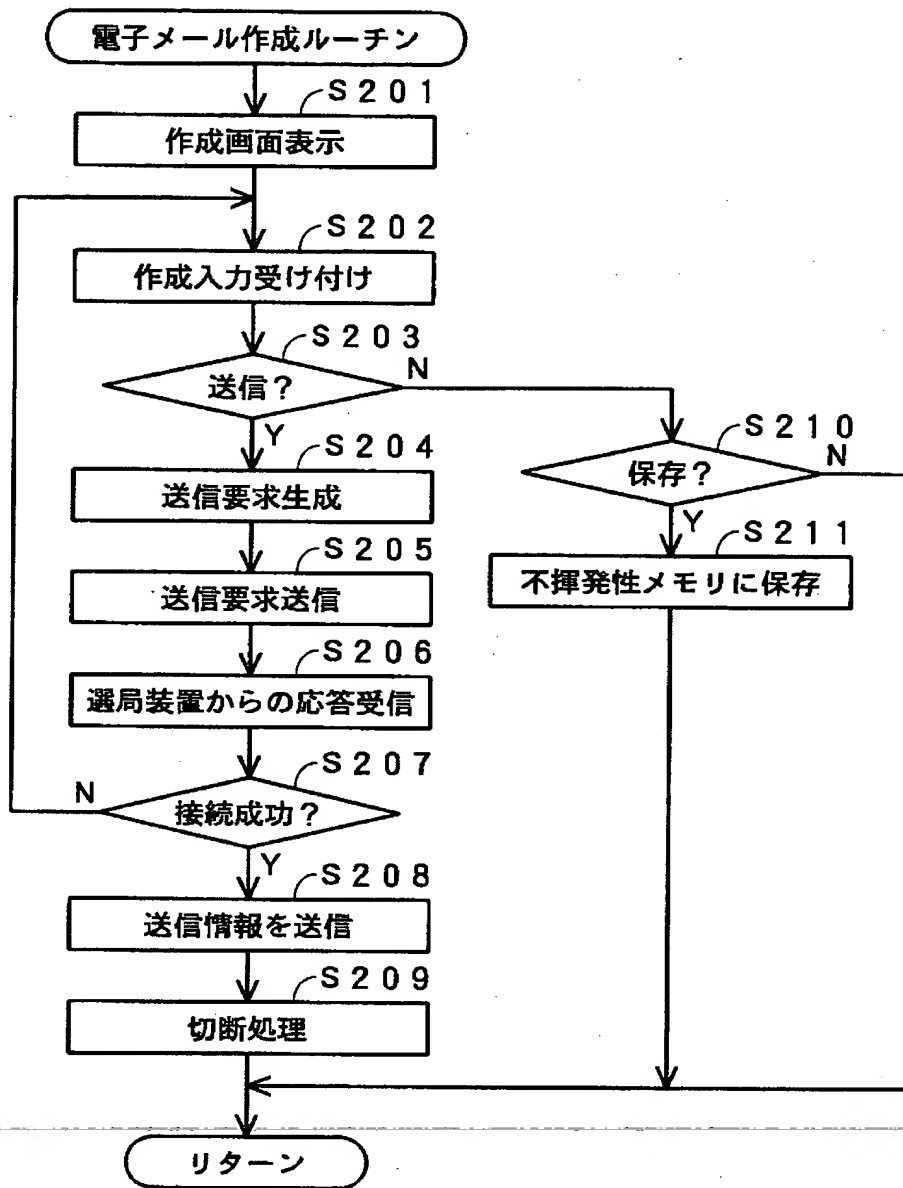 電子メール作成ルーチン
S201
作成画面表示
S202
作成入力受け付け
S203
送信？
N
Y
S204
送信要求生成
S205
送信要求送信
S206
選局装置からの応答受信
S207
接続成功？
N
Y
S208
送信情報を送信
S209
切断処理
S210
保存？
N
Y
S211
不揮発性メモリに保存
リターン